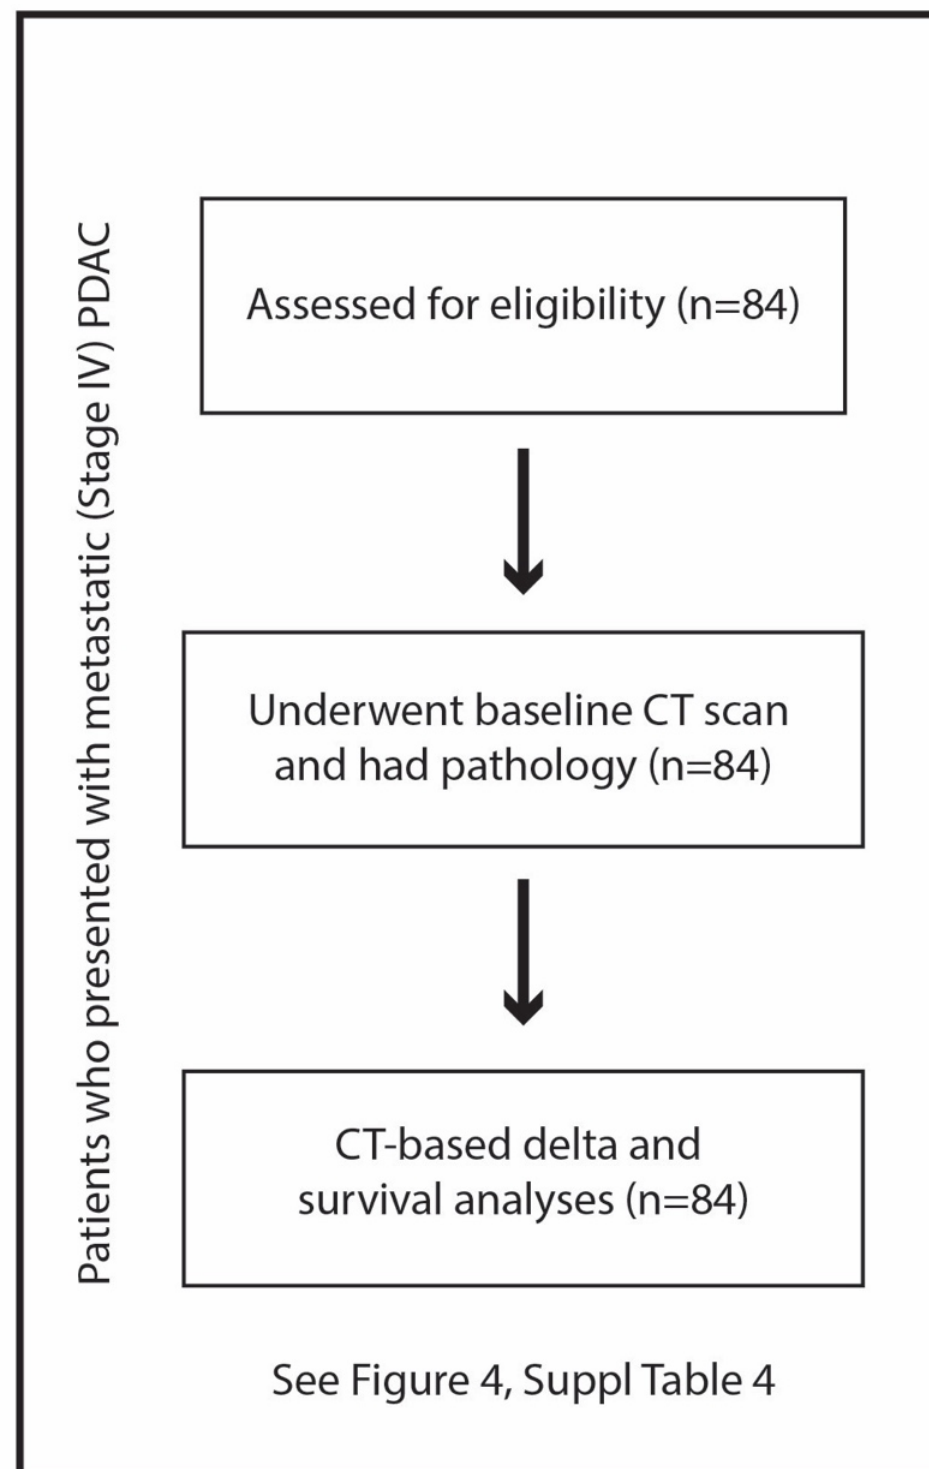 Patients who presented with metastatic (Stage IV) PDAC
Assessed for eligibility (n=84)
Underwent baseline CT scan
and had pathology (n=84)
CT-based delta and
survival analyses (n=84)
See Figure 4, Suppl Table 4